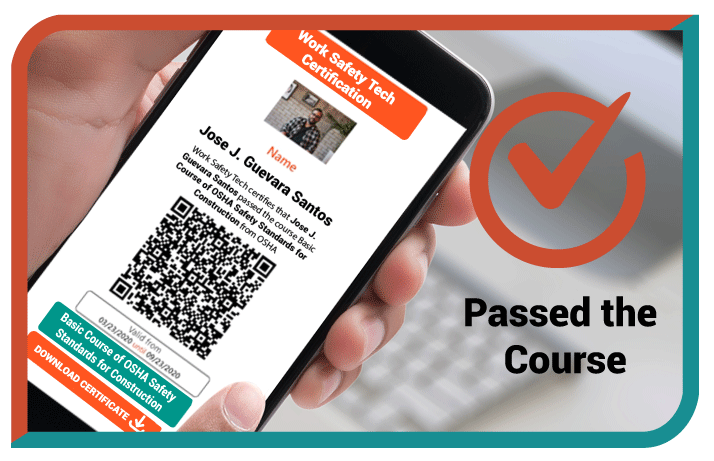 Work Safety Tech
Certification
Name
Jose J. Guevara Santos
Work Safety Tech certifies that Jose J.
Guevara Santos passed the course Basic
Course of OSHA Safety Standards for
Construction from OSHA
Valid from
03/23/2020 until 09/23/2020
Basic Course of OSHA Safety
Standards for Construction
DOWNLOAD CERTIFICATE
Passed the
Course